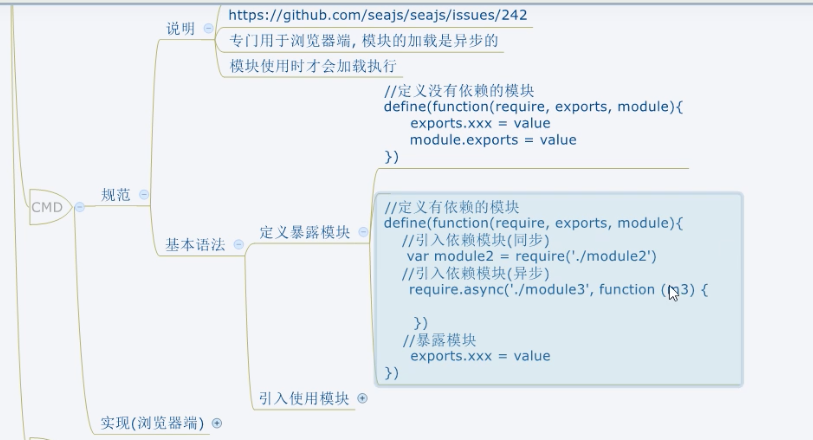 说明
https://github.com/seajs/seajs/issues/242
专门用于浏览器端, 模块的加载是异步的
模块使用时才会加载执行
//定义没有依赖的模块
define(function(require, exports, module){
exports.xxx = value
module.exports = value
})
CMD
规范
基本语法
定义暴露模块
//定义有依赖的模块
define(function(require, exports, module){
//引入依赖模块(同步)
var module2 = require('./module2')
//引入依赖模块(异步)
require.async('./module3', function (m3) {
})
//暴露模块
exports.xxx = value
})
引入使用模块
实现(浏览器端)